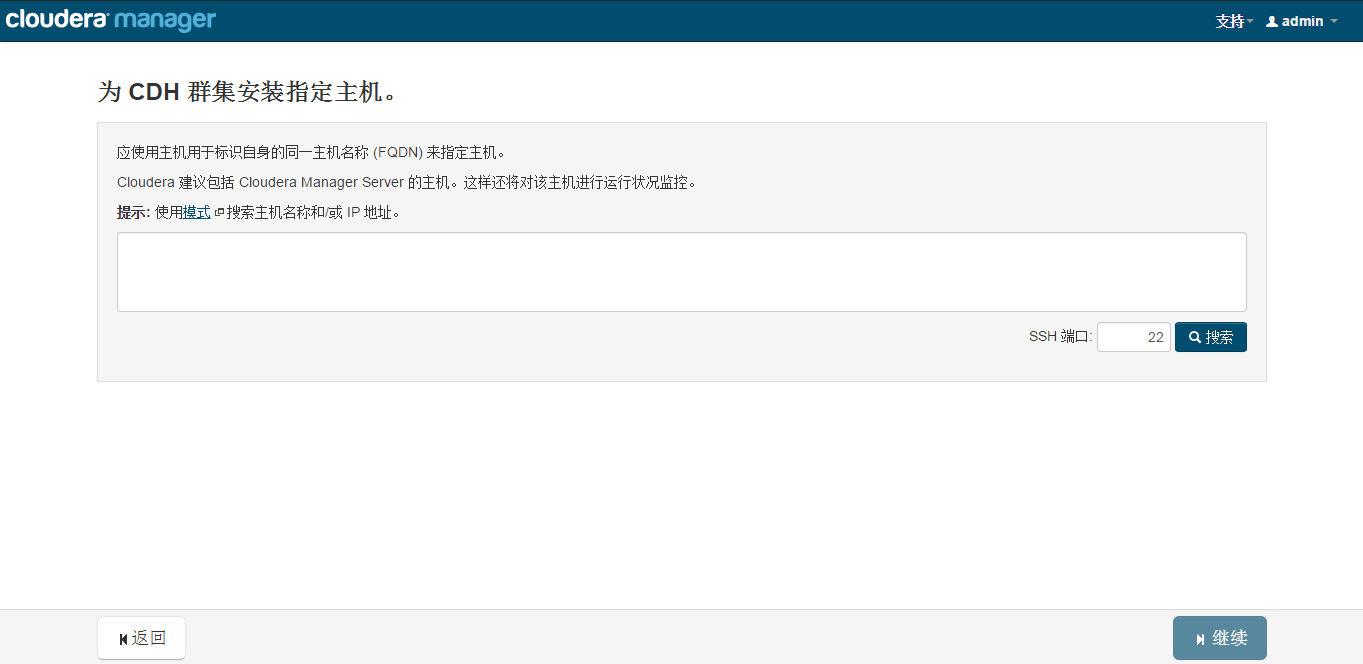 cloudera manager
支持 admin
为 CDH 群集安装指定主机。
应使用主机用于标识自身的同一主机名称 (FQDN) 来指定主机。
Cloudera 建议包括 Cloudera Manager Server 的主机。这样还将对该主机进行运行状况监控。
提示: 使用模式 搜索主机名称和/或 IP 地址。
SSH 端口: 22 搜索
返回 继续